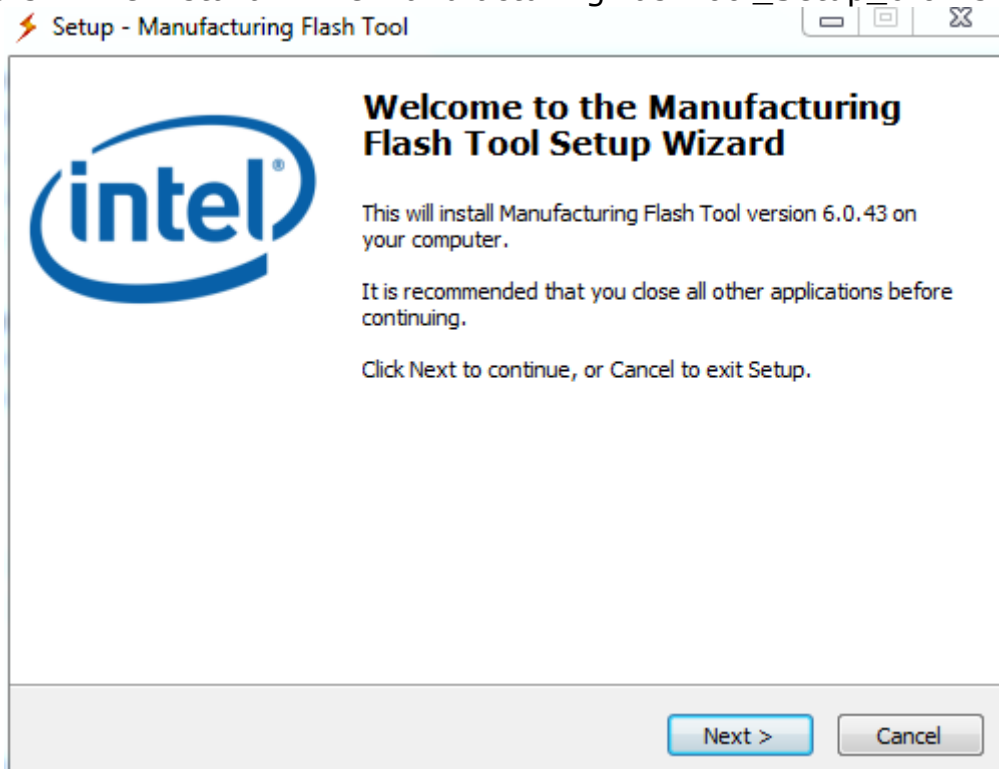 Setup - Manufacturing Flash Tool
intel
Welcome to the Manufacturing
Flash Tool Setup Wizard
This will install Manufacturing Flash Tool version 6.0.43 on
your computer.
It is recommended that you close all other applications before
continuing.
Click Next to continue, or Cancel to exit Setup.
Next >
Cancel